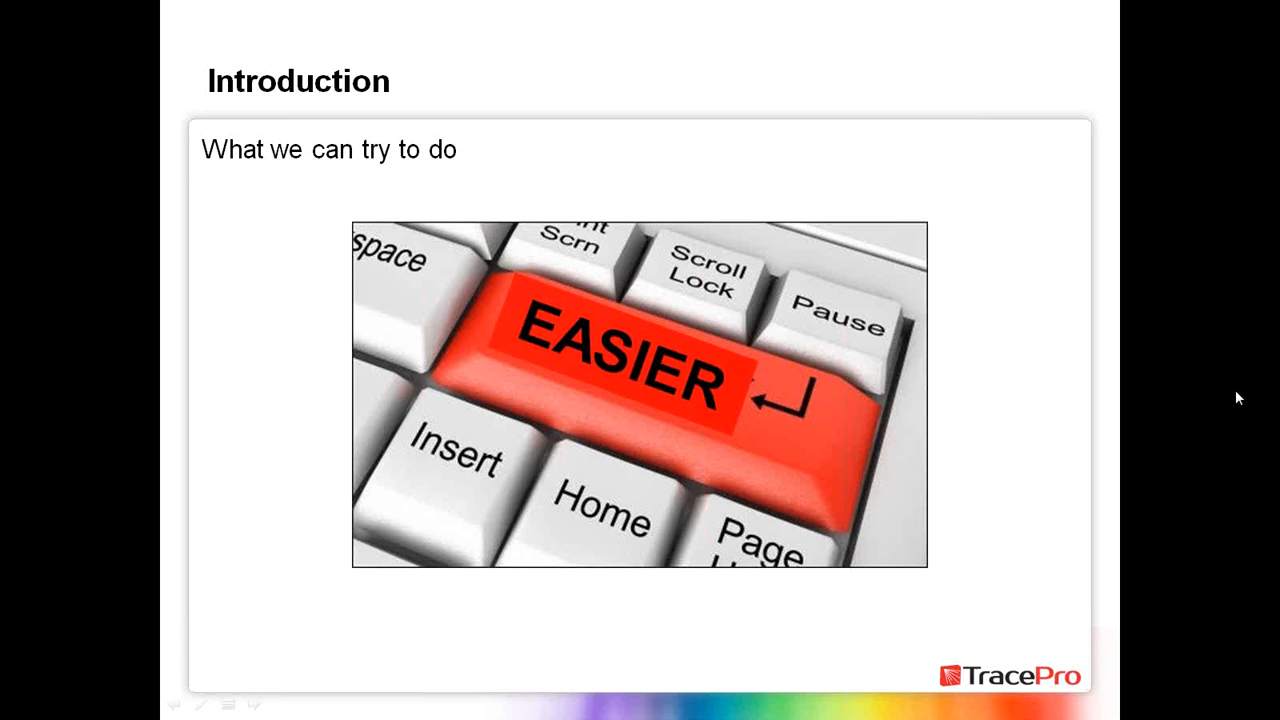 Introduction
What we can try to do
Scrn
Scroll
Lock
Pause
space
EASIER
Insert
Home
Page
TracePro